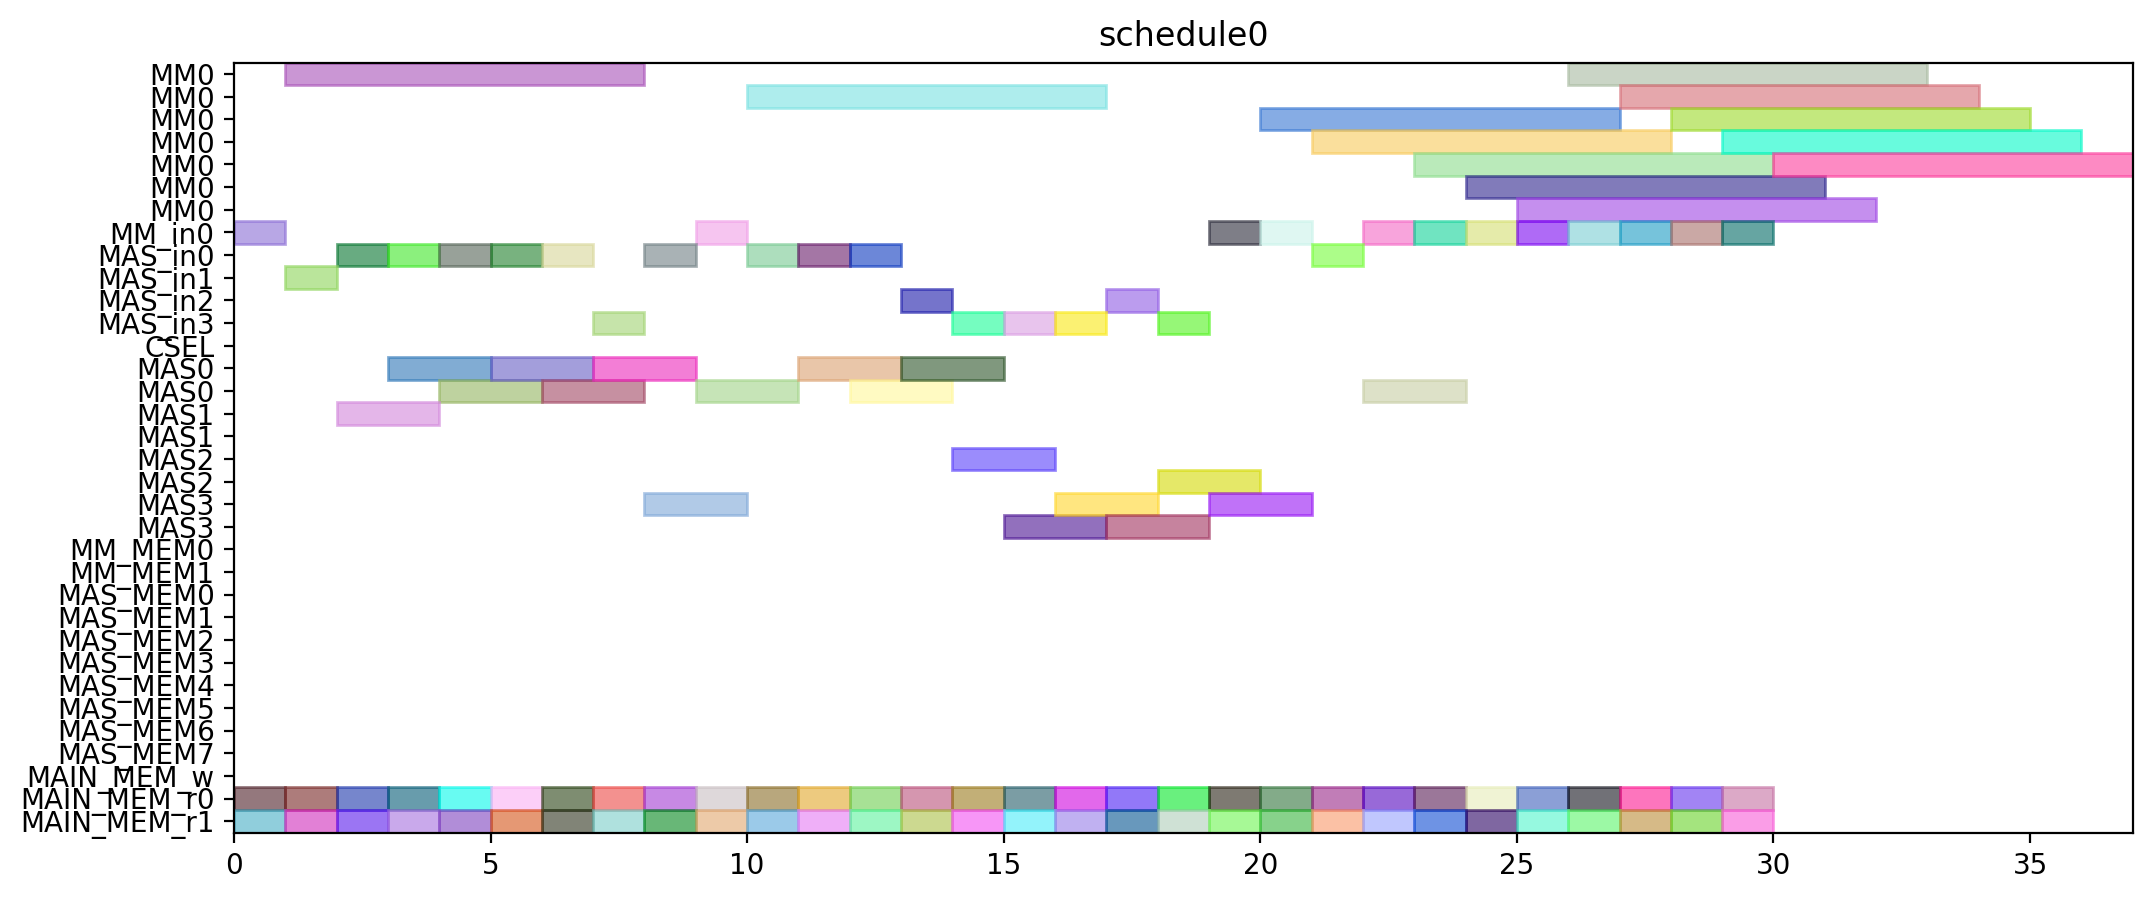 schedule0
MM0
MM0
MM0
MM0
MM0
MM0
MM0
MM_in0
MAS_in0
MAS_in1
MAS_in2
MAS_in3
CSEL
MAS0
MAS0
MAS1
MAS1
MAS2
MAS2
MAS3
MAS3
MM_MEM0
MM_MEM1
MAS_MEM0
MAS_MEM1
MAS_MEM2
MAS_MEM3
MAS_MEM4
MAS_MEM5
MAS_MEM6
MAS_MEM7
MAIN_MEM_w
MAIN_MEM_r0
MAIN_MEM_r1
0 5 10 15 20 25 30 35